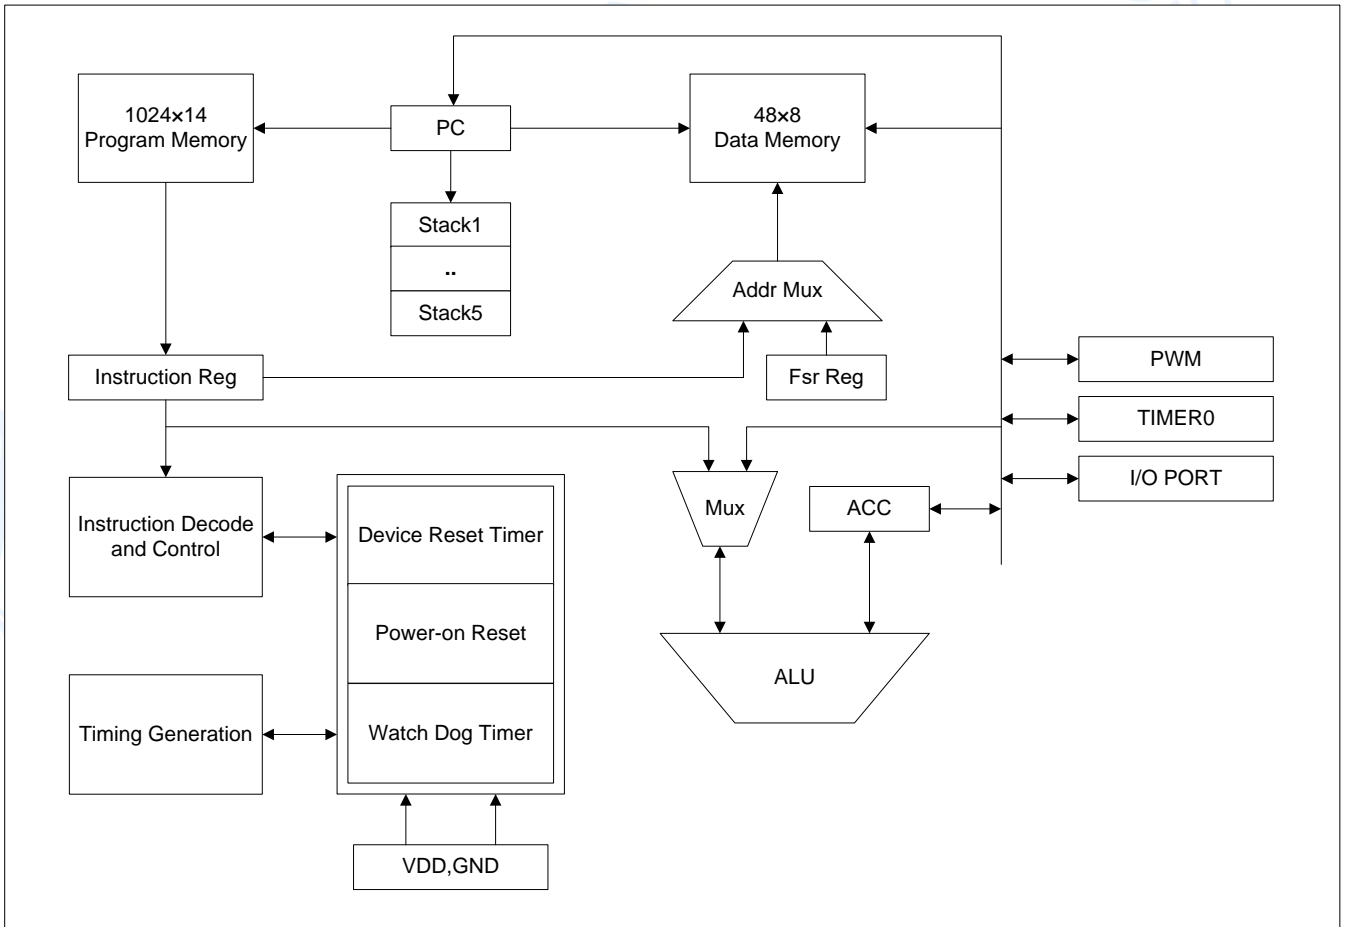 1024×14
Program Memory
PC
48×8
Data Memory
Stack1
..
Stack5
Addr Mux
Instruction Reg
Fsr Reg
PWM
TIMER0
I/O PORT
Instruction Decode
and Control
Device Reset Timer
Mux
ACC
Power-on Reset
ALU
Timing Generation
Watch Dog Timer
VDD,GND